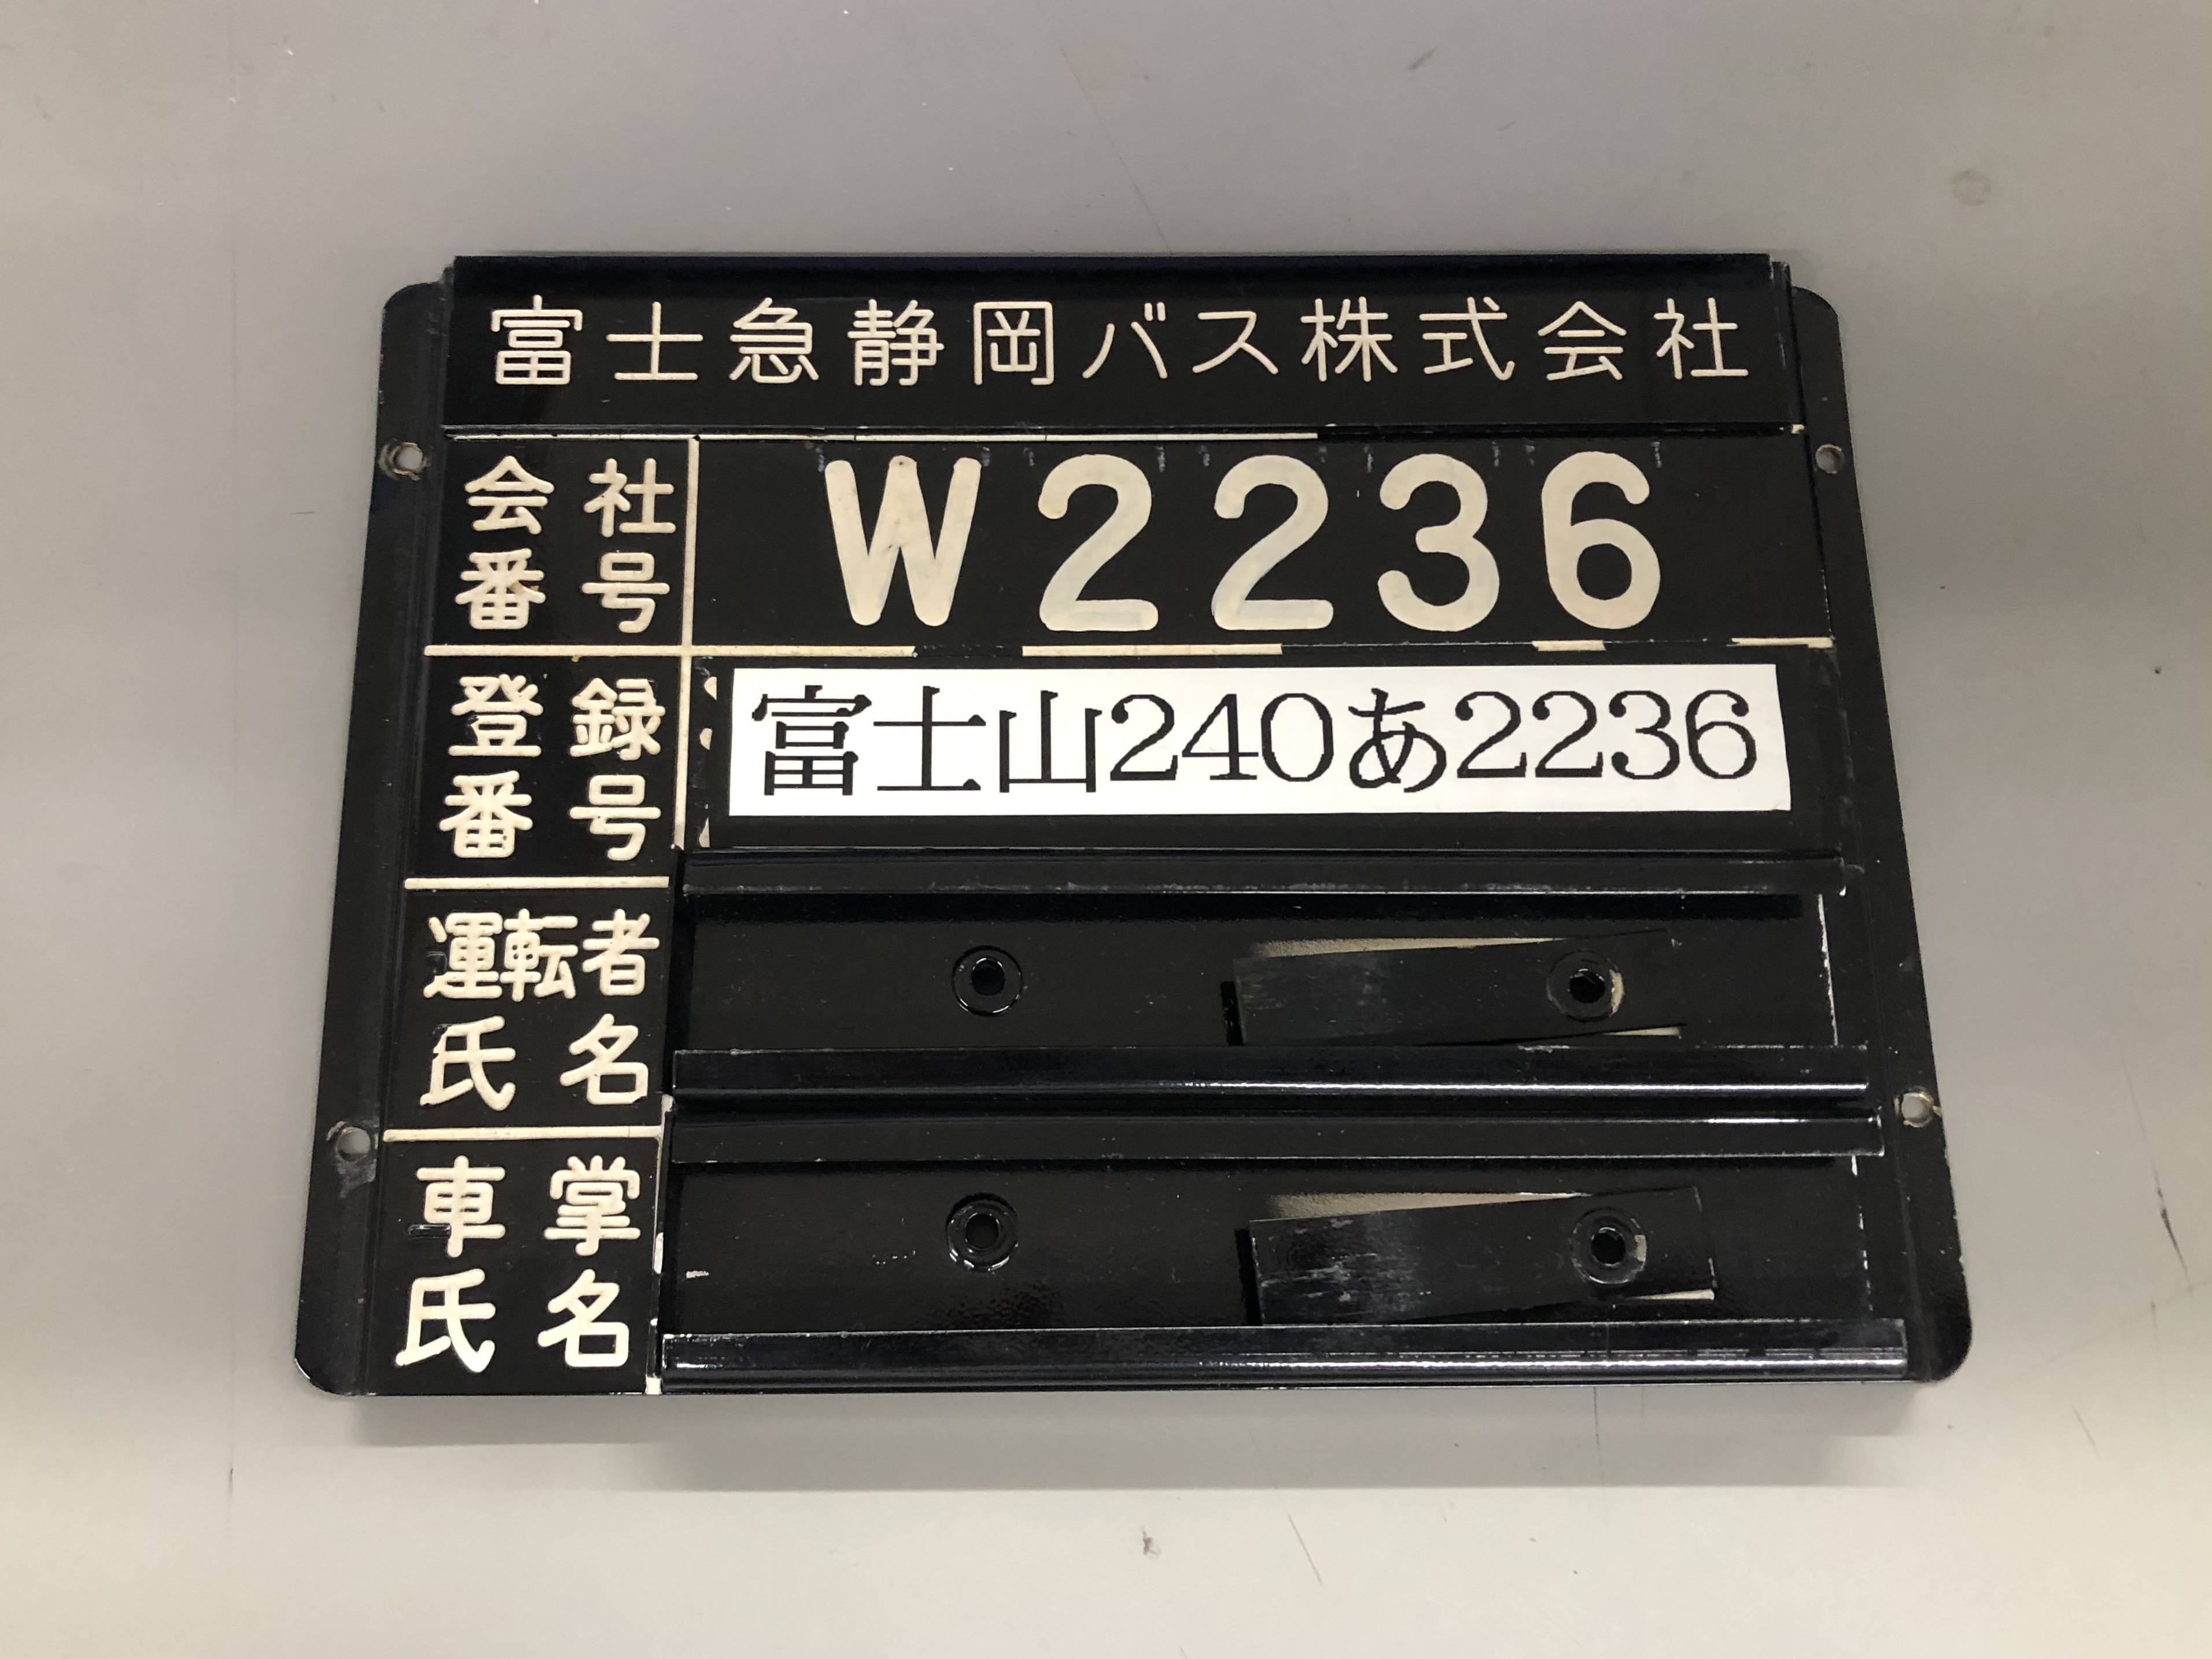 富士急静岡バス株式会社
会社番号 W2236
登録番号 富士山240あ2236
運転者氏名
車掌氏名